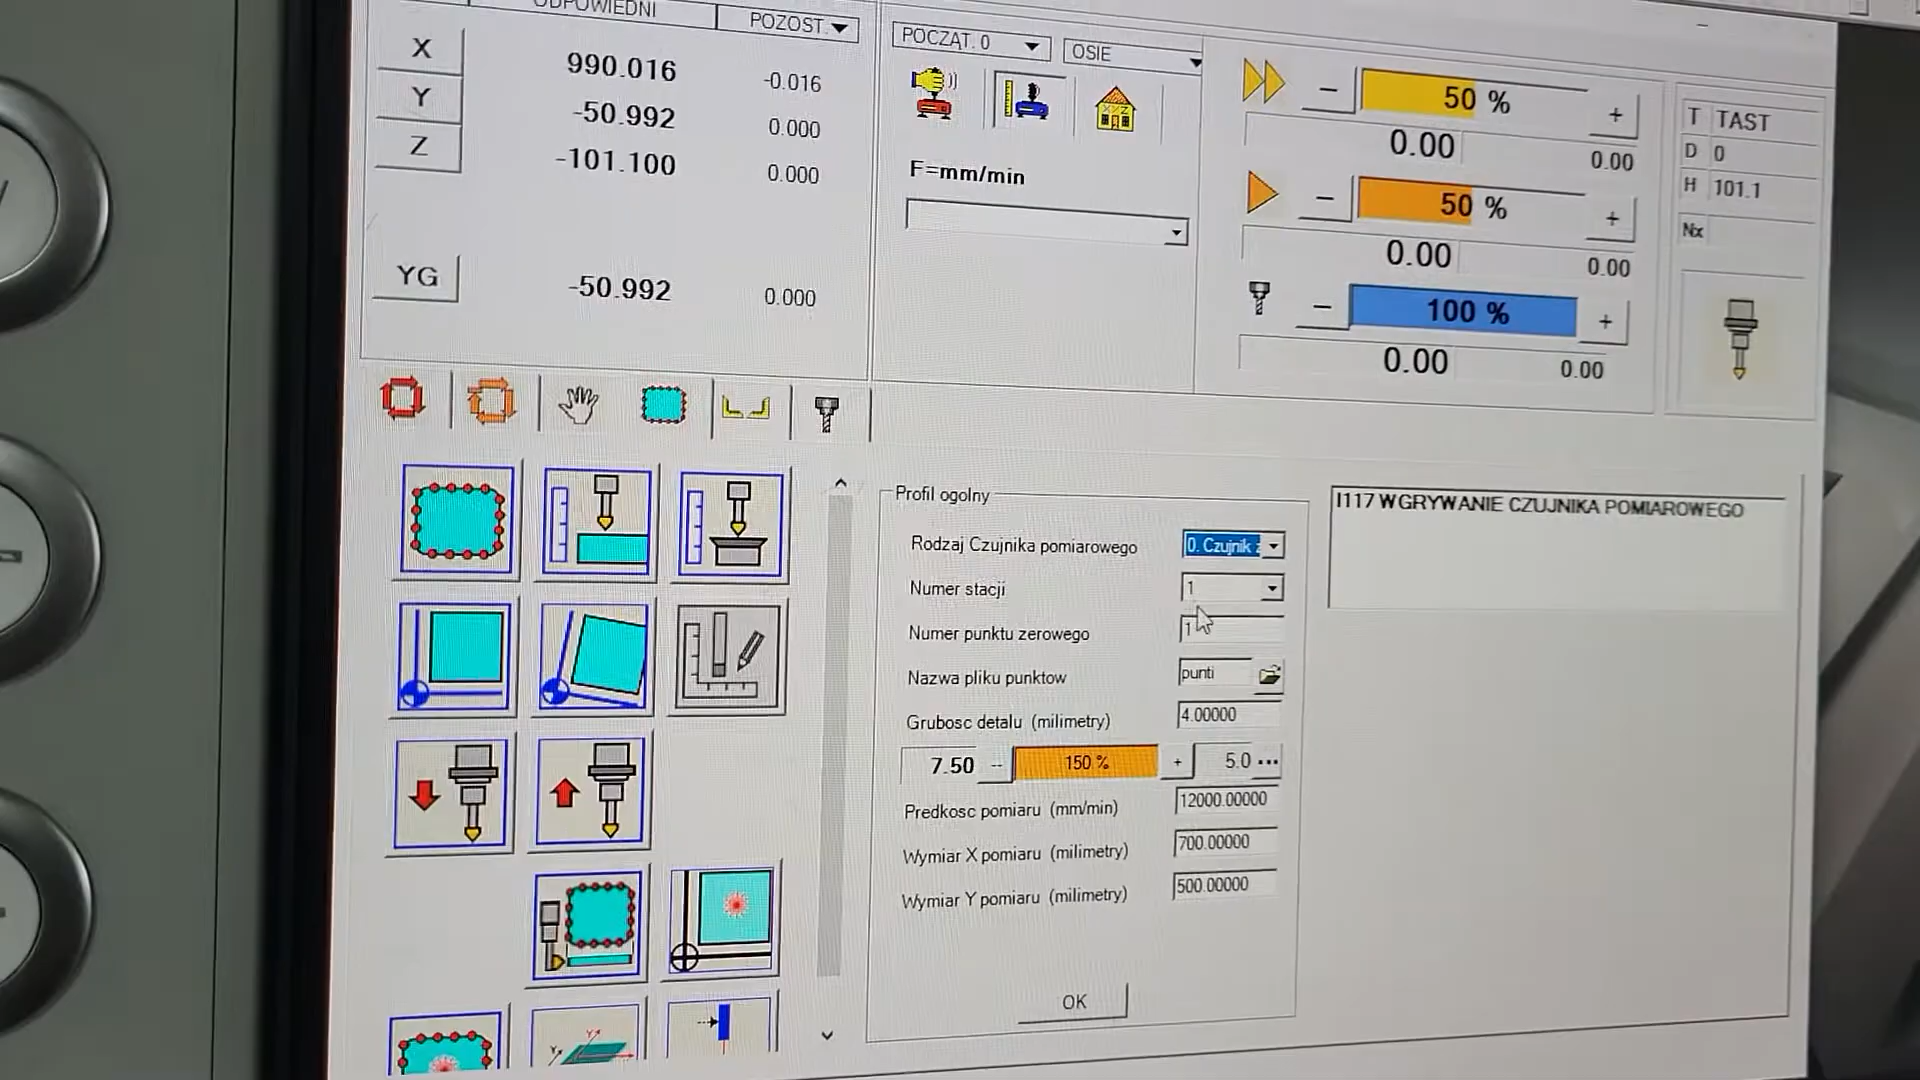 ODPOWIEDNI POZOST.
X 990.016 -0.016
Y -50.992 0.000
Z -101.100 0.000
YG -50.992 0.000
POCZĄT. 0 OSIE
F=mm/min
50 %
0.00 0.00
50 %
0.00 0.00
100 %
0.00 0.00
T TAST
D 0
H 101.1
Nx
Profil ogolny
Rodzaj Czujnika pomiarowego 0. Czujnik z
Numer stacji 1
Numer punktu zerowego 1
Nazwa pliku punktow punti
Grubosc detalu (milimetry) 4.00000
7.50 -- 150 % + 5.0 ...
Predkosc pomiaru (mm/min) 12000.00000
Wymiar X pomiaru (milimetry) 700.00000
Wymiar Y pomiaru (milimetry) 500.00000
OK
I117 WGRYWANIE CZUJNIKA POMIAROWEGO